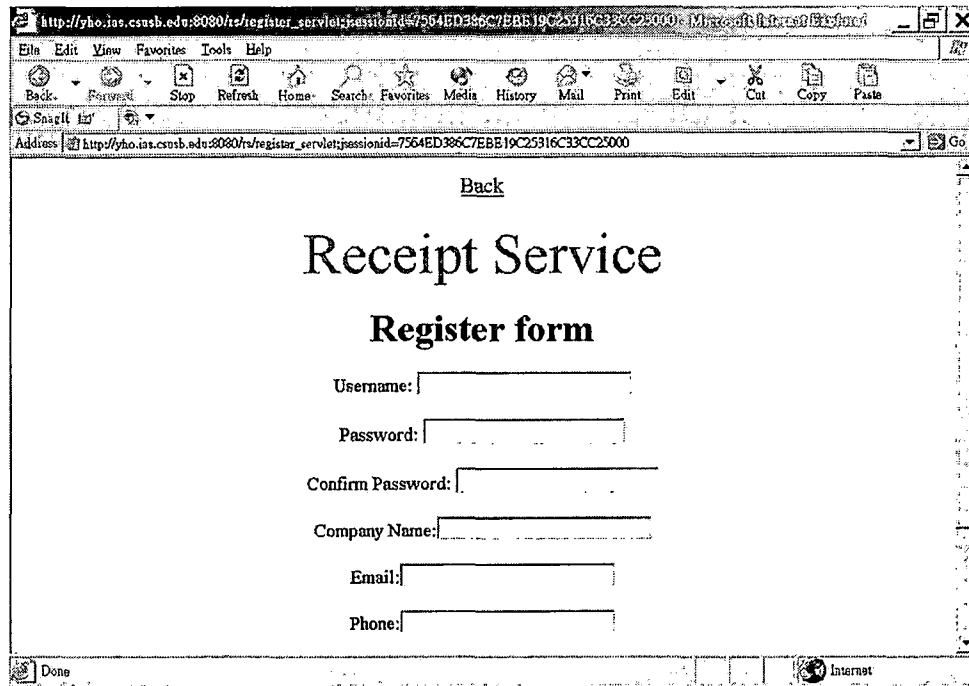 http://yho.ias.csusb.edu:8080/rs/register_servlet;jsessionid=7564ED386C7EBE19C25316C33CC25000 - Microsoft Internet Explorer
File Edit View Favorites Tools Help
Back Forward Stop Refresh Home Search Favorites Media History Mail Print Edit Cut Copy Paste
SnagIt
Address http://yho.ias.csusb.edu:8080/rs/register_servlet;jsessionid=7564ED386C7EBE19C25316C33CC25000 Go
Back
Receipt Service
Register form
Username:
Password:
Confirm Password:
Company Name:
Email:
Phone:
Done Internet